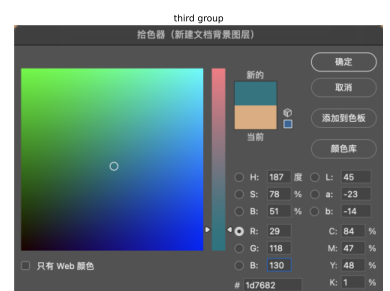 third group
拾色器（新建文档背景图层）
新的
当前
确定
取消
添加到色板
颜色库
H: 187 度 L: 45
S: 78 % a: -23
B: 51 % b: -14
R: 29 C: 84 %
G: 118 M: 47 %
B: 130 Y: 48 %
# 1d7682 K: 1 %
只有 Web 颜色